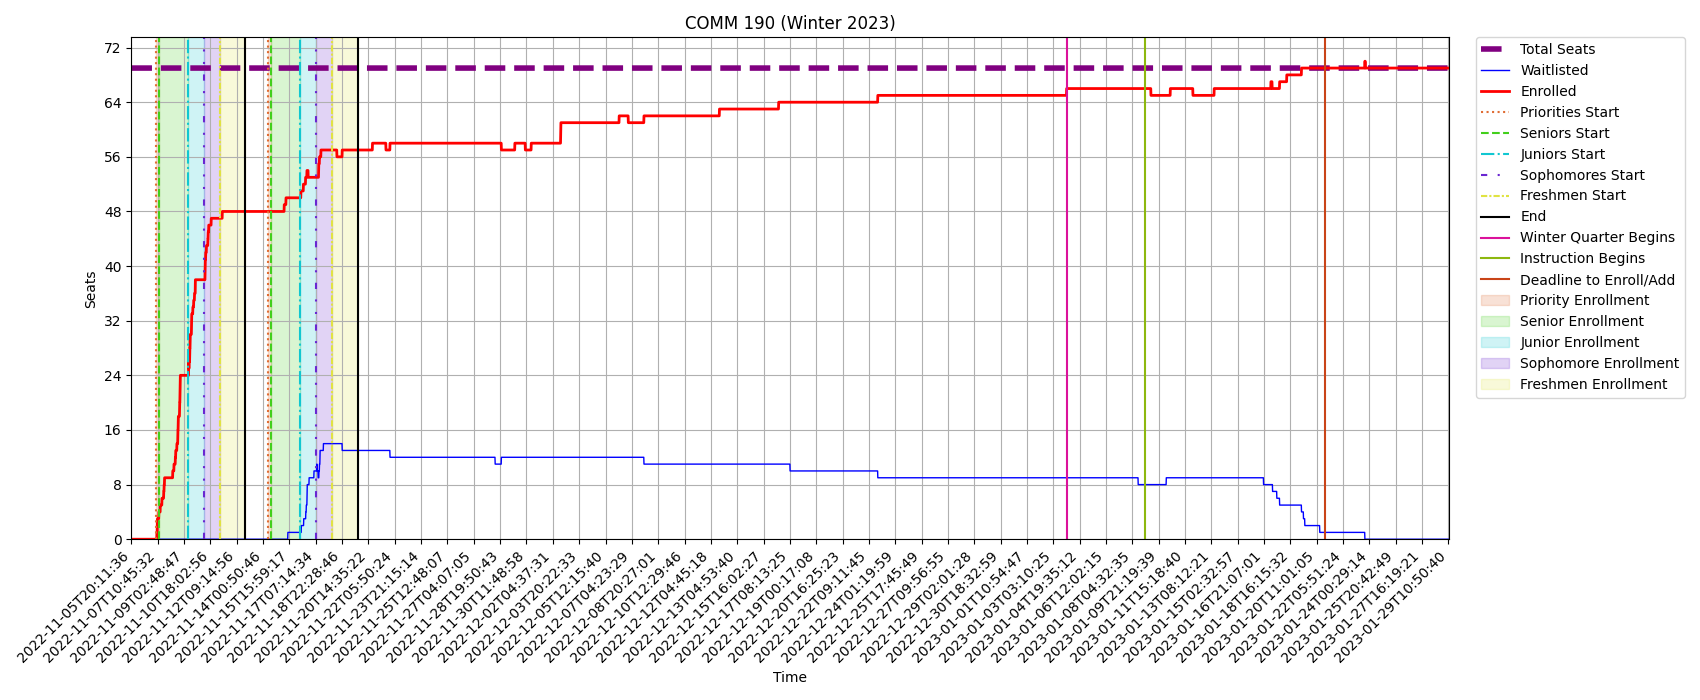 COMM 190 (Winter 2023)
72
64
56
48
40
32
24
16
8
0
Seats
2022-11-05T20:11:36
2022-11-07T10:45:32
2022-11-09T02:48:47
2022-11-10T18:02:56
2022-11-12T09:14:56
2022-11-14T00:50:46
2022-11-15T15:59:17
2022-11-17T07:14:34
2022-11-18T22:28:46
2022-11-20T14:35:22
2022-11-22T05:50:24
2022-11-23T21:15:14
2022-11-25T12:48:07
2022-11-27T04:07:05
2022-11-28T19:50:43
2022-11-30T11:48:58
2022-12-02T04:37:31
2022-12-03T20:22:33
2022-12-05T12:15:40
2022-12-07T04:23:29
2022-12-08T20:27:01
2022-12-10T12:29:46
2022-12-12T04:45:18
2022-12-13T04:53:40
2022-12-15T16:02:27
2022-12-17T08:13:25
2022-12-19T00:17:08
2022-12-20T16:25:23
2022-12-22T09:11:45
2022-12-24T01:19:59
2022-12-25T17:45:49
2022-12-27T09:56:55
2022-12-29T02:01:28
2022-12-30T18:32:59
2023-01-01T10:54:47
2023-01-03T03:10:25
2023-01-04T19:35:12
2023-01-06T12:02:15
2023-01-08T04:32:35
2023-01-09T21:19:39
2023-01-11T15:18:40
2023-01-13T08:12:21
2023-01-15T02:32:57
2023-01-16T21:07:01
2023-01-18T16:15:32
2023-01-20T11:01:05
2023-01-22T05:51:24
2023-01-24T00:29:14
2023-01-25T20:42:49
2023-01-27T16:19:21
2023-01-29T10:50:40
Time
Total Seats
Waitlisted
Enrolled
Priorities Start
Seniors Start
Juniors Start
Sophomores Start
Freshmen Start
End
Winter Quarter Begins
Instruction Begins
Deadline to Enroll/Add
Priority Enrollment
Senior Enrollment
Junior Enrollment
Sophomore Enrollment
Freshmen Enrollment